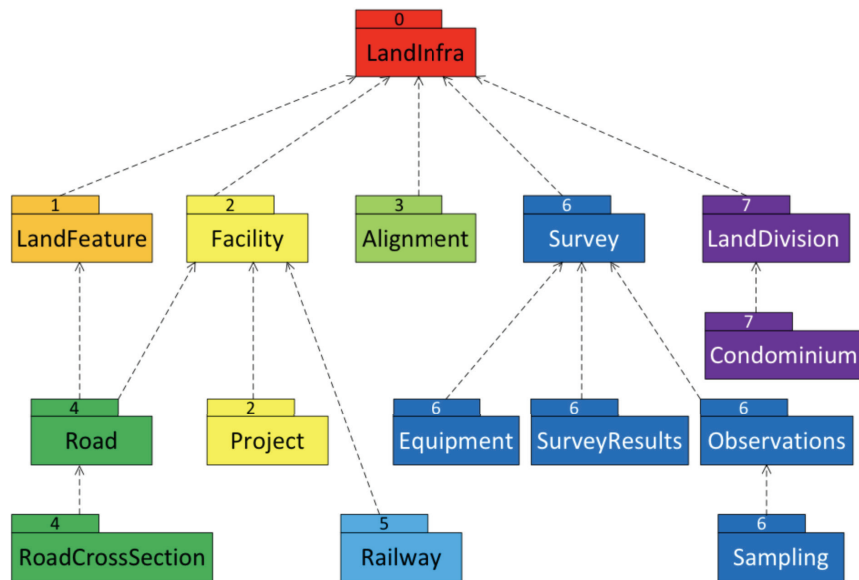 0
LandInfra
1
LandFeature
2
Facility
3
Alignment
6
Survey
7
LandDivision
7
Condominium
4
Road
2
Project
6
Equipment
6
SurveyResults
6
Observations
4
RoadCrossSection
5
Railway
6
Sampling